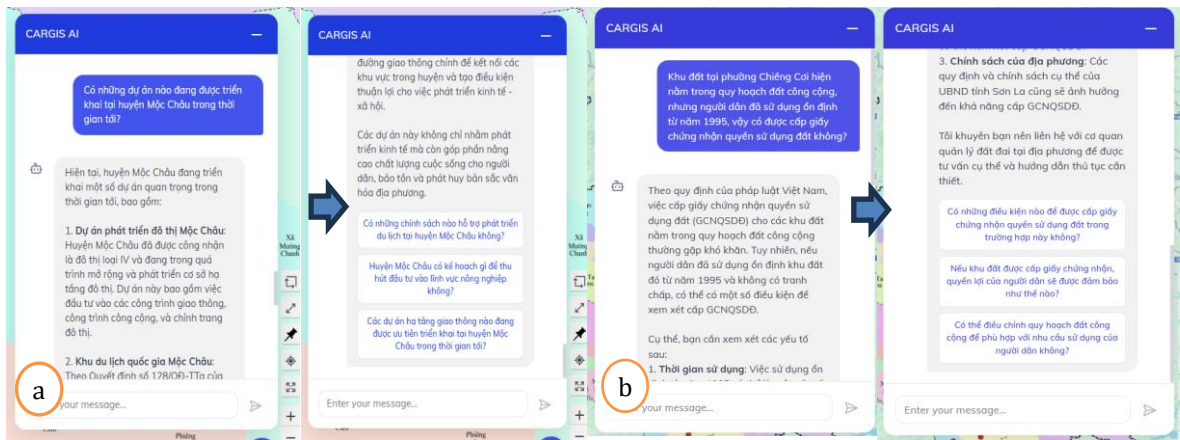 CARGIS AI
Có những dự án nào đang được triển
khai tại huyện Mộc Châu trong thời
gian tới?
Hiện tại, huyện Mộc Châu đang triển
khai một số dự án quan trọng trong
thời gian tới, bao gồm:
1. Dự án phát triển đô thị Mộc Châu:
Huyện Mộc Châu đã được công nhận
là đô thị loại IV và đang trong quá
trình mở rộng và phát triển cơ sở hạ
tầng đô thị. Dự án này bao gồm việc
đầu tư vào các công trình giao thông,
công trình công cộng, và chỉnh trang
đô thị.
2. Khu du lịch quốc gia Mộc Châu:
Theo Quyết định số 128/QĐ-TTg của
a
your message...
CARGIS AI
đường giao thông chính để kết nối các
khu vực trong huyện và tạo điều kiện
thuận lợi cho việc phát triển kinh tế -
xã hội.
Các dự án này không chỉ nhằm phát
triển kinh tế mà còn góp phần nâng
cao chất lượng cuộc sống cho người
dân, bảo tồn và phát huy bản sắc văn
hóa địa phương.
Có những chính sách nào hỗ trợ phát triển
du lịch tại huyện Mộc Châu không?
Huyện Mộc Châu có kế hoạch gì để thu
hút đầu tư vào lĩnh vực nông nghiệp
không?
Các dự án hạ tầng giao thông nào đang
được ưu tiên triển khai tại huyện Mộc
Châu trong thời gian tới?
Enter your message...
Xã
Mường
Chanh
Phiêng
CARGIS AI
Khu đất tại phường Chiềng Cơi hiện
nằm trong quy hoạch đất công cộng,
nhưng người dân đã sử dụng ổn định
từ năm 1995, vậy có được cấp giấy
chứng nhận quyền sử dụng đất không?
Theo quy định của pháp luật Việt Nam,
việc cấp giấy chứng nhận quyền sử
dụng đất (GCNQSDĐ) cho các khu đất
nằm trong quy hoạch đất công cộng
thường gặp khó khăn. Tuy nhiên, nếu
người dân đã sử dụng ổn định khu đất
đó từ năm 1995 và không có tranh
chấp, có thể có một số điều kiện để
xem xét cấp GCNQSDĐ.
Cụ thể, bạn cần xem xét các yếu tố
sau:
1. Thời gian sử dụng: Việc sử dụng ổn
b
your message...
CARGIS AI
3. Chính sách của địa phương: Các
quy định và chính sách cụ thể của
UBND tỉnh Sơn La cũng sẽ ảnh hưởng
đến khả năng cấp GCNQSDĐ.
Tôi khuyên bạn nên liên hệ với cơ quan
quản lý đất đai tại địa phương để được
tư vấn cụ thể và hướng dẫn thủ tục cần
thiết.
Có những điều kiện nào để được cấp giấy
chứng nhận quyền sử dụng đất trong
trường hợp này không?
Nếu khu đất được cấp giấy chứng nhận,
quyền lợi của người dân sẽ được đảm bảo
như thế nào?
Có thể điều chỉnh quy hoạch đất công
cộng để phù hợp với nhu cầu sử dụng của
người dân không?
Enter your message...